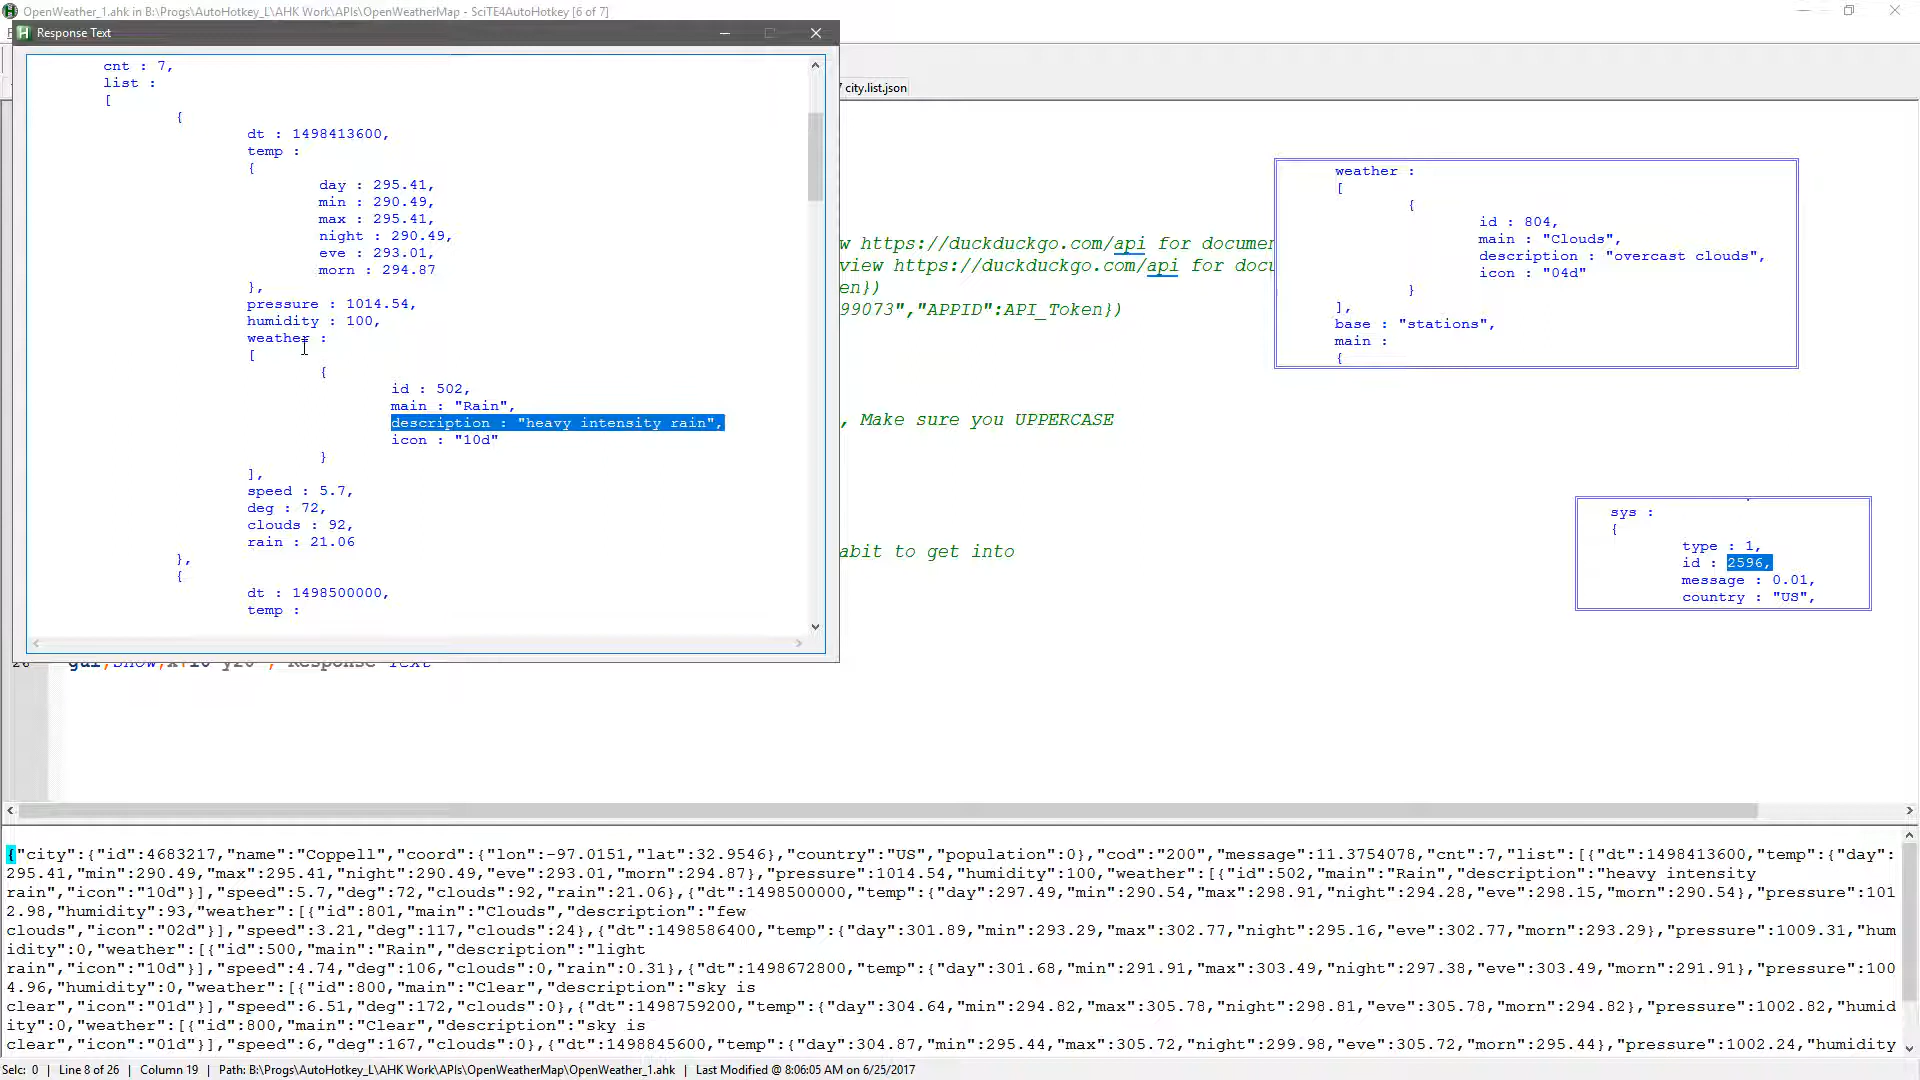 OpenWeather_1.ahk in B:\Progs\AutoHotkey_L\AHK Work\APIs\OpenWeatherMap - SciTE4AutoHotkey [6 of 7]
Response Text
cnt : 7,
list :
[
{
dt : 1498413600,
temp :
{
day : 295.41,
min : 290.49,
max : 295.41,
night : 290.49,
eve : 293.01,
morn : 294.87
},
pressure : 1014.54,
humidity : 100,
weather :
[
{
id : 502,
main : "Rain",
description : "heavy intensity rain",
icon : "10d"
}
],
speed : 5.7,
deg : 72,
clouds : 92,
rain : 21.06
},
{
dt : 1498500000,
temp :
city.list.json
w https://duckduckgo.com/api for documen
view https://duckduckgo.com/api for docu
en})
99073","APPID":API_Token})
, Make sure you UPPERCASE
abit to get into
weather :
[
{
id : 804,
main : "Clouds",
description : "overcast clouds",
icon : "04d"
}
],
base : "stations",
main :
{
sys :
{
type : 1,
id : 2596,
message : 0.01,
country : "US",
{"city":{"id":4683217,"name":"Coppell","coord":{"lon":-97.0151,"lat":32.9546},"country":"US","population":0},"cod":"200","message":11.3754078,"cnt":7,"list":[{"dt":1498413600,"temp":{"day":
295.41,"min":290.49,"max":295.41,"night":290.49,"eve":293.01,"morn":294.87},"pressure":1014.54,"humidity":100,"weather":[{"id":502,"main":"Rain","description":"heavy intensity
rain","icon":"10d"}],"speed":5.7,"deg":72,"clouds":92,"rain":21.06},{"dt":1498500000,"temp":{"day":297.49,"min":290.54,"max":298.91,"night":294.28,"eve":298.15,"morn":290.54},"pressure":101
2.98,"humidity":93,"weather":[{"id":801,"main":"Clouds","description":"few
clouds","icon":"02d"}],"speed":3.21,"deg":117,"clouds":24},{"dt":1498586400,"temp":{"day":301.89,"min":293.29,"max":302.77,"night":295.16,"eve":302.77,"morn":293.29},"pressure":1009.31,"hum
idity":0,"weather":[{"id":500,"main":"Rain","description":"light
rain","icon":"10d"}],"speed":4.74,"deg":106,"clouds":0,"rain":0.31},{"dt":1498672800,"temp":{"day":301.68,"min":291.91,"max":303.49,"night":297.38,"eve":303.49,"morn":291.91},"pressure":100
4.96,"humidity":0,"weather":[{"id":800,"main":"Clear","description":"sky is
clear","icon":"01d"}],"speed":6.51,"deg":172,"clouds":0},{"dt":1498759200,"temp":{"day":304.64,"min":294.82,"max":305.78,"night":298.81,"eve":305.78,"morn":294.82},"pressure":1002.82,"humid
ity":0,"weather":[{"id":800,"main":"Clear","description":"sky is
clear","icon":"01d"}],"speed":6,"deg":167,"clouds":0},{"dt":1498845600,"temp":{"day":304.87,"min":295.44,"max":305.72,"night":299.98,"eve":305.72,"morn":295.44},"pressure":1002.24,"humidity
Selc: 0 | Line 8 of 26 | Column 19 | Path: B:\Progs\AutoHotkey_L\AHK Work\APIs\OpenWeatherMap\OpenWeather_1.ahk | Last Modified @ 8:06:05 AM on 6/25/2017